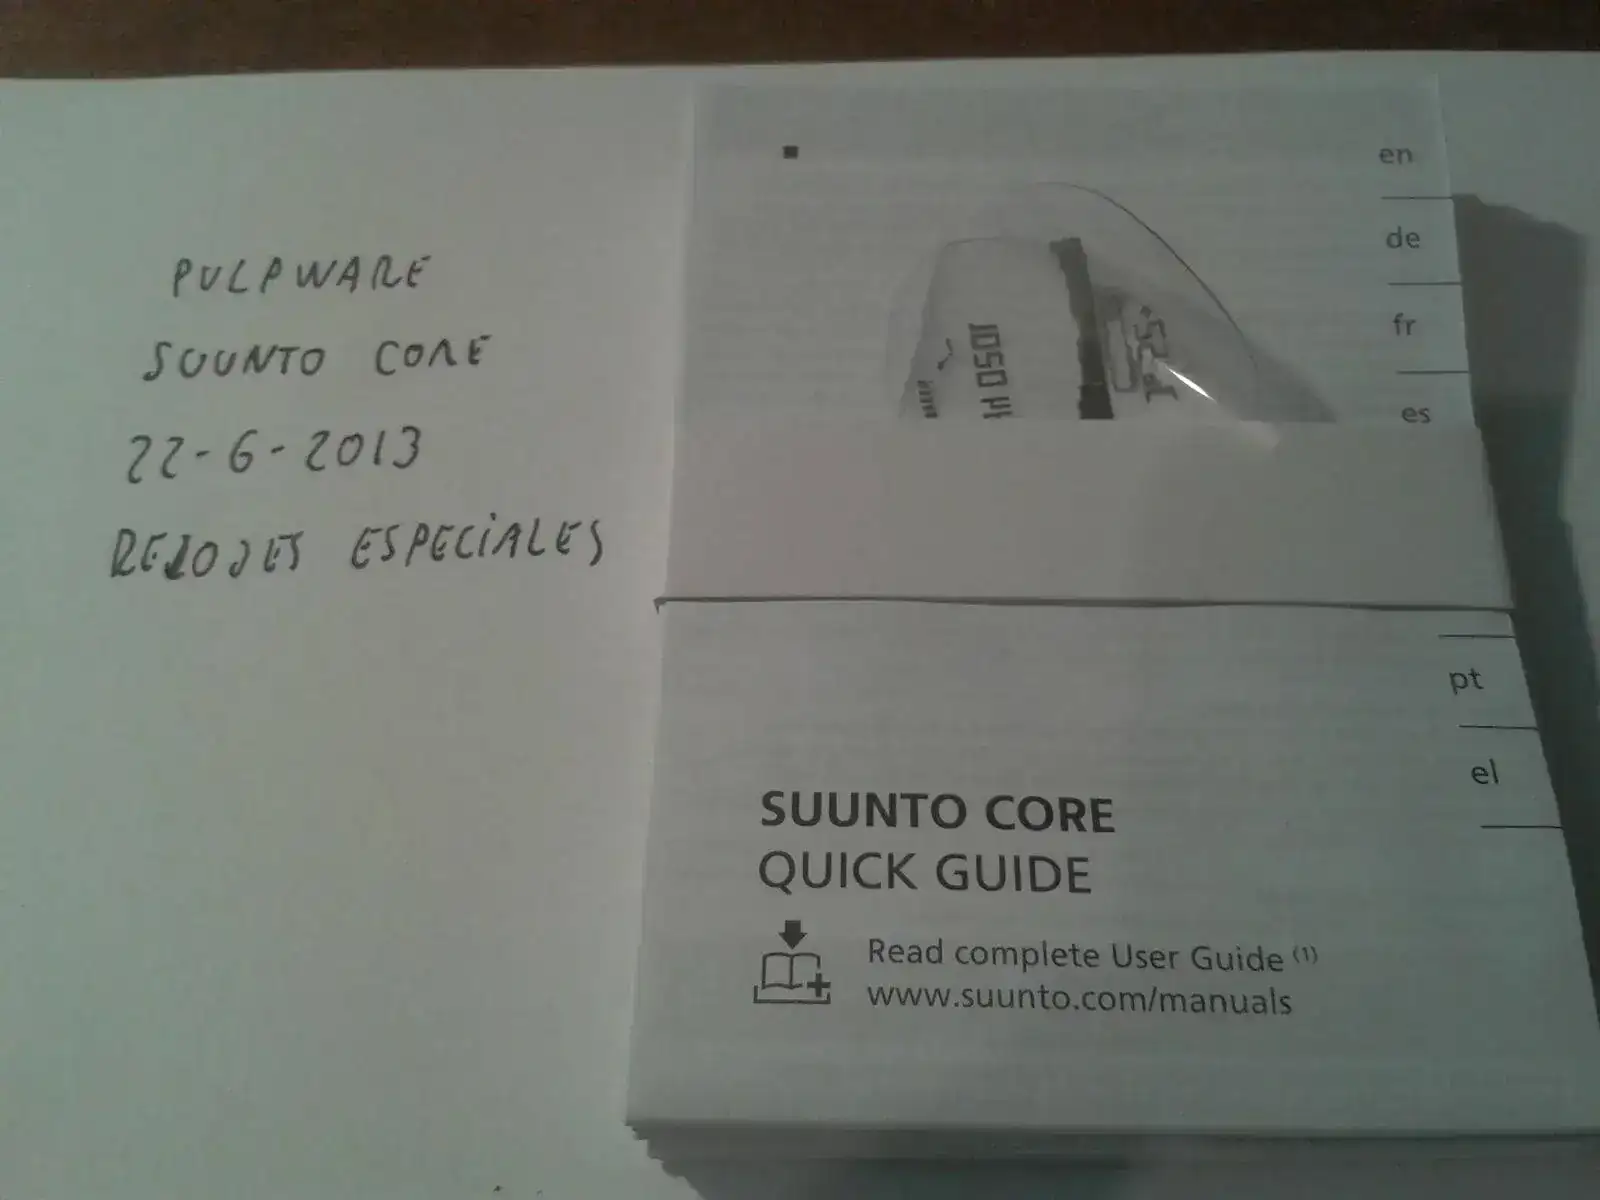 PULPWARE
SUUNTO CORE
22-6-2013
RELOJES ESPECIALES
en
de
fr
es
pt
el
SUUNTO CORE
QUICK GUIDE
Read complete User Guide (1)
www.suunto.com/manuals